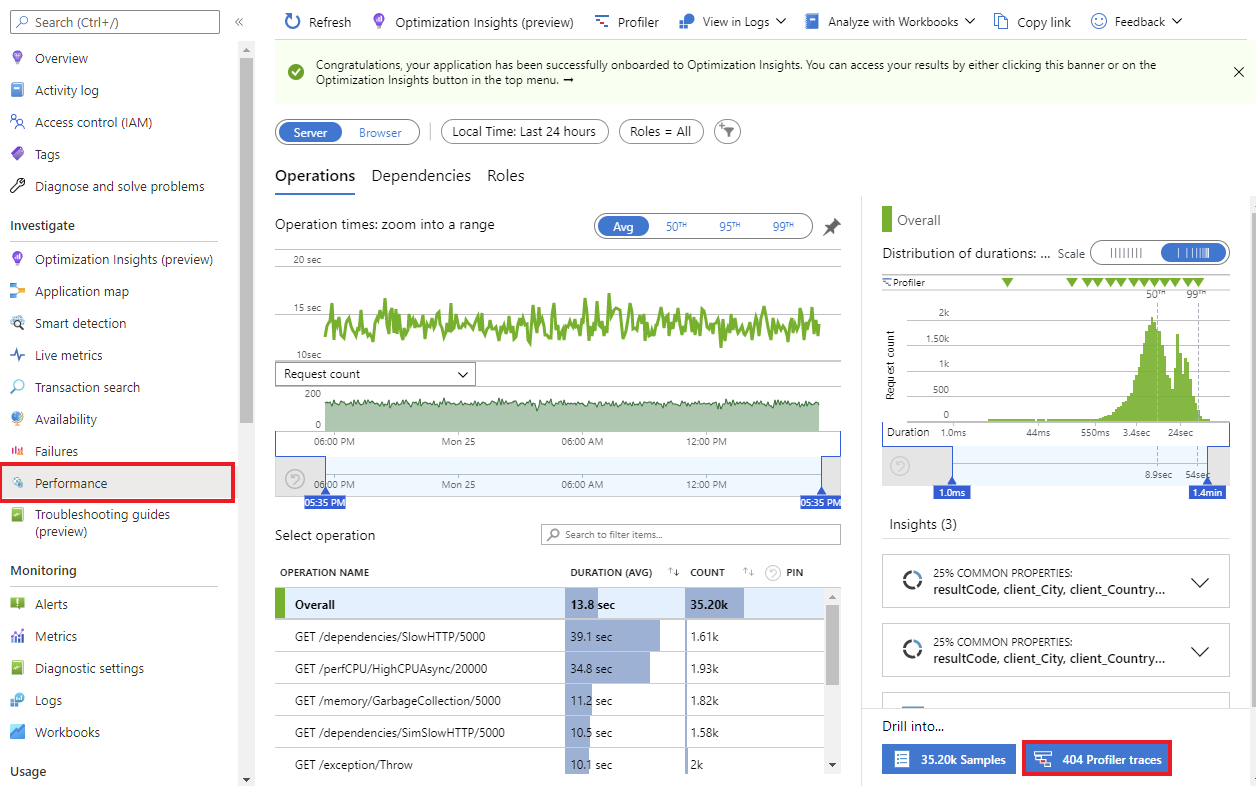 Search (Ctrl+/)
«
Overview
Activity log
Access control (IAM)
Tags
Diagnose and solve problems
Investigate
Optimization Insights (preview)
Application map
Smart detection
Live metrics
Transaction search
Availability
Failures
Performance
Troubleshooting guides
(preview)
Monitoring
Alerts
Metrics
Diagnostic settings
Logs
Workbooks
Usage
Refresh
Optimization Insights (preview)
Profiler
View in Logs
Analyze with Workbooks
Copy link
Feedback
Congratulations, your application has been successfully onboarded to Optimization Insights. You can access your results by either clicking this banner or on the
Optimization Insights button in the top menu. →
Server
Browser
Local Time: Last 24 hours
Roles = All
Operations
Dependencies
Roles
Operation times: zoom into a range
Avg
50TH
95TH
99TH
20 sec
15 sec
10sec
Request count
200
0
06:00 PM
Mon 25
06:00 AM
12:00 PM
06:00 PM
Mon 25
06:00 AM
12:00 PM
05:35 PM
05:35 PM
Select operation
Search to filter items...
OPERATION NAME DURATION (AVG) ↑↓ COUNT ↑↓ PIN
Overall 13.8 sec 35.20k
GET /dependencies/SlowHTTP/5000 39.1 sec 1.61k
GET /perfCPU/HighCPUAsync/20000 34.8 sec 1.93k
GET /memory/GarbageCollection/5000 11.2 sec 1.82k
GET /dependencies/SimSlowHTTP/5000 10.5 sec 1.58k
GET /exception/Throw 10.1 sec 2k
Overall
Distribution of durations: ...
Scale
Profiler
50TH
99TH
Request count
2k
1.50k
1k
500
0
Duration
1.0ms
44ms
550ms
3.4sec
24sec
8.9sec
54sec
1.0ms
1.4min
Insights (3)
25% COMMON PROPERTIES:
resultCode, client_City, client_Country...
25% COMMON PROPERTIES:
resultCode, client_City, client_Country...
Drill into...
35.20k Samples
404 Profiler traces